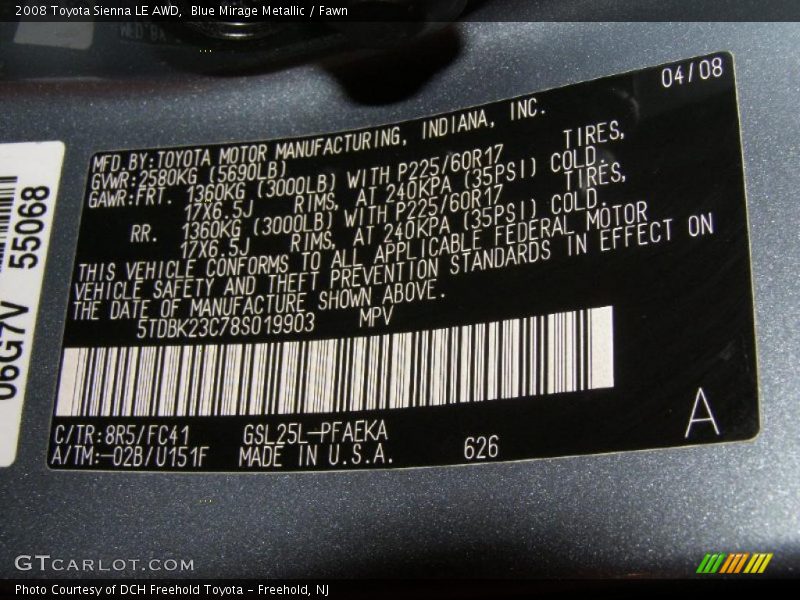 2008 Toyota Sienna LE AWD,  Blue Mirage Metallic / Fawn
04/08
MFD.BY:TOYOTA MOTOR MANUFACTURING, INDIANA, INC.
GVWR:2580KG (5690LB)
GAWR:FRT. 1360KG (3000LB) WITH P225/60R17 TIRES,
17X6.5J RIMS, AT 240KPA (35PSI) COLD.
RR. 1360KG (3000LB) WITH P225/60R17 TIRES,
17X6.5J RIMS, AT 240KPA (35PSI) COLD.
THIS VEHICLE CONFORMS TO ALL APPLICABLE FEDERAL MOTOR
VEHICLE SAFETY AND THEFT PREVENTION STANDARDS IN EFFECT ON
THE DATE OF MANUFACTURE SHOWN ABOVE.
5TDBK23C78S019903 MPV
C/TR:8R5/FC41 GSL25L-PFAEKA
A/TM:-02B/U151F MADE IN U.S.A. 626
A
55068
06G7V
GTCARLOT.COM
Photo Courtesy of DCH Freehold Toyota - Freehold, NJ